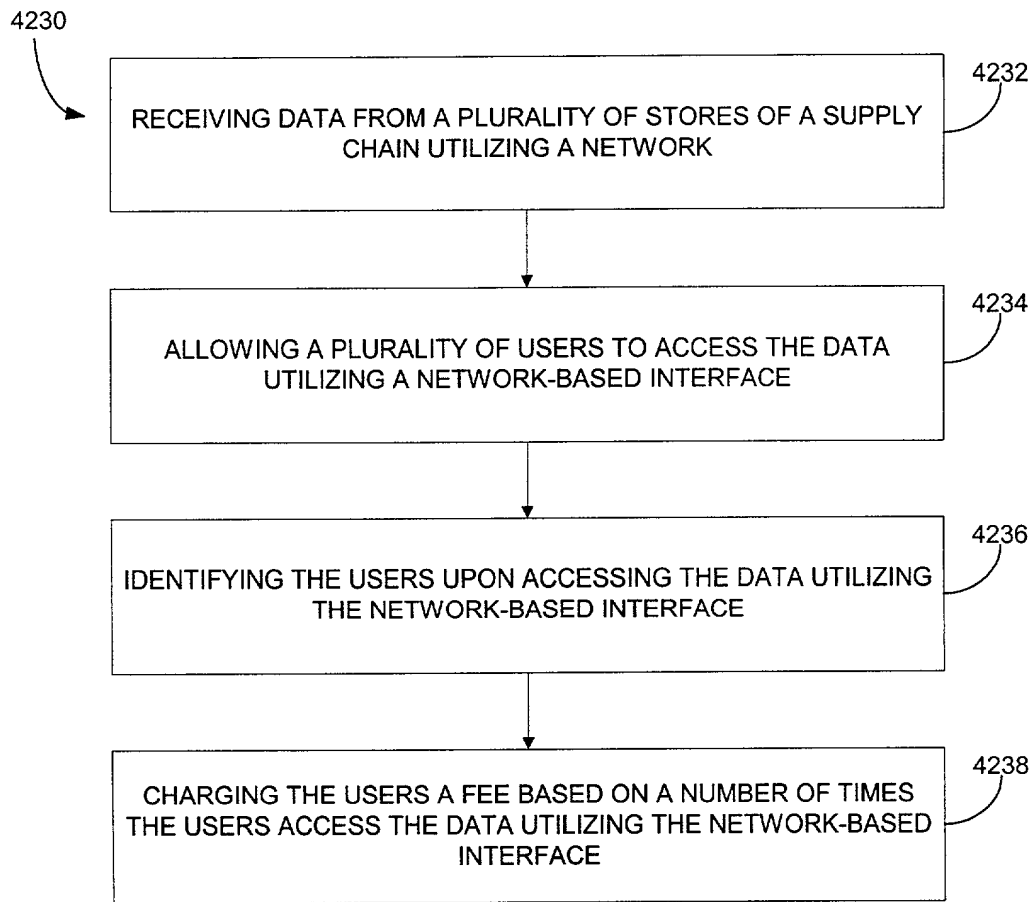 4230
4232
RECEIVING DATA FROM A PLURALITY OF STORES OF A SUPPLY
CHAIN UTILIZING A NETWORK
4234
ALLOWING A PLURALITY OF USERS TO ACCESS THE DATA
UTILIZING A NETWORK-BASED INTERFACE
4236
IDENTIFYING THE USERS UPON ACCESSING THE DATA UTILIZING
THE NETWORK-BASED INTERFACE
4238
CHARGING THE USERS A FEE BASED ON A NUMBER OF TIMES
THE USERS ACCESS THE DATA UTILIZING THE NETWORK-BASED
INTERFACE